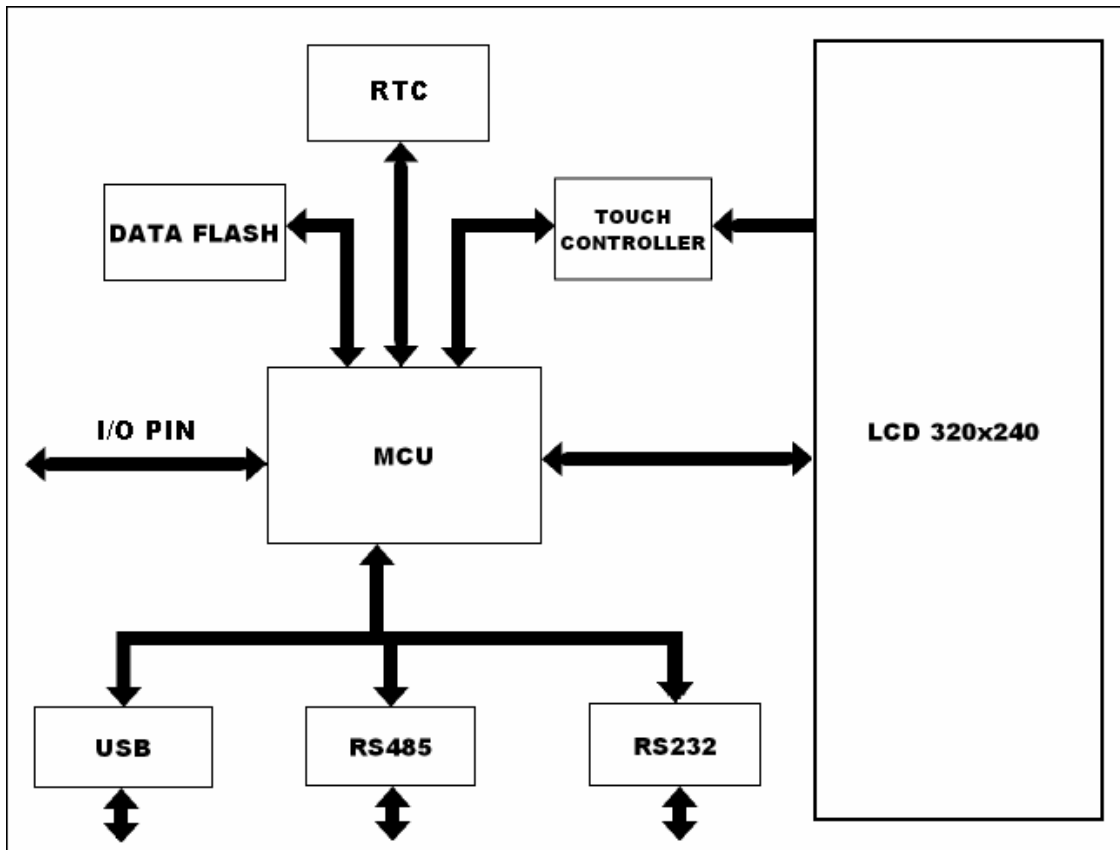 RTC
DATA FLASH
TOUCH
CONTROLLER
I/O PIN
MCU
LCD 320x240
USB
RS485
RS232